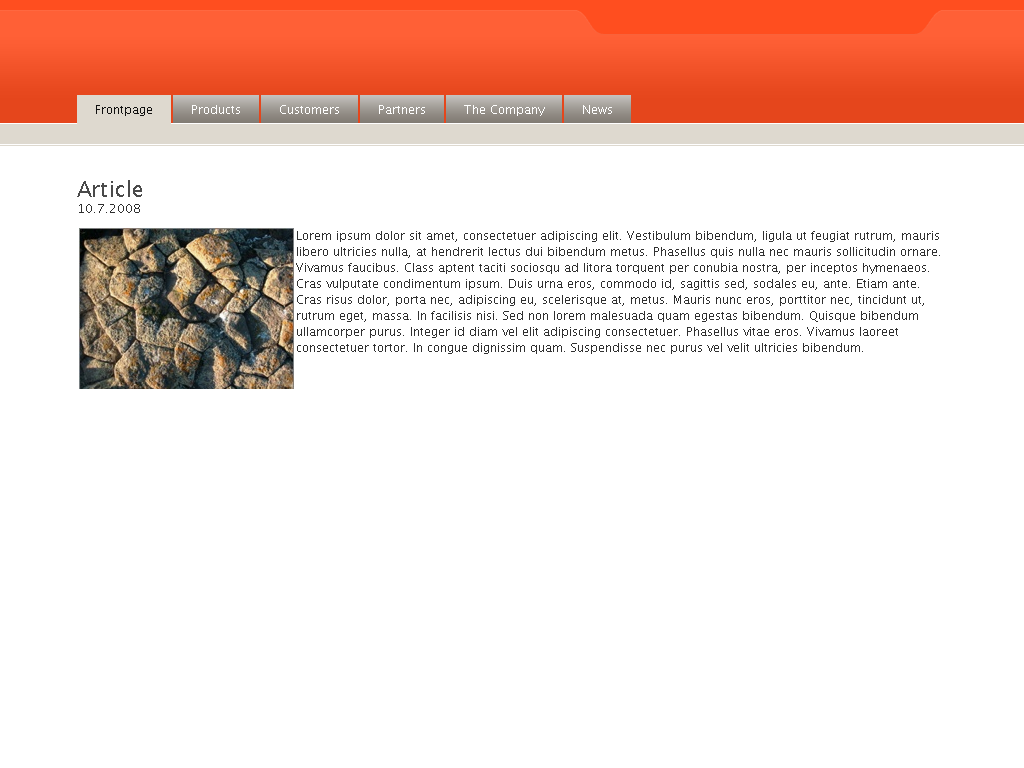 Frontpage Products Customers Partners The Company News
Article
10.7.2008
Lorem ipsum dolor sit amet, consectetuer adipiscing elit. Vestibulum bibendum, ligula ut feugiat rutrum, mauris
libero ultricies nulla, at hendrerit lectus dui bibendum metus. Phasellus quis nulla nec mauris sollicitudin ornare.
Vivamus faucibus. Class aptent taciti sociosqu ad litora torquent per conubia nostra, per inceptos hymenaeos.
Cras vulputate condimentum ipsum. Duis urna eros, commodo id, sagittis sed, sodales eu, ante. Etiam ante.
Cras risus dolor, porta nec, adipiscing eu, scelerisque at, metus. Mauris nunc eros, porttitor nec, tincidunt ut,
rutrum eget, massa. In facilisis nisi. Sed non lorem malesuada quam egestas bibendum. Quisque bibendum
ullamcorper purus. Integer id diam vel elit adipiscing consectetuer. Phasellus vitae eros. Vivamus laoreet
consectetuer tortor. In congue dignissim quam. Suspendisse nec purus vel velit ultricies bibendum.